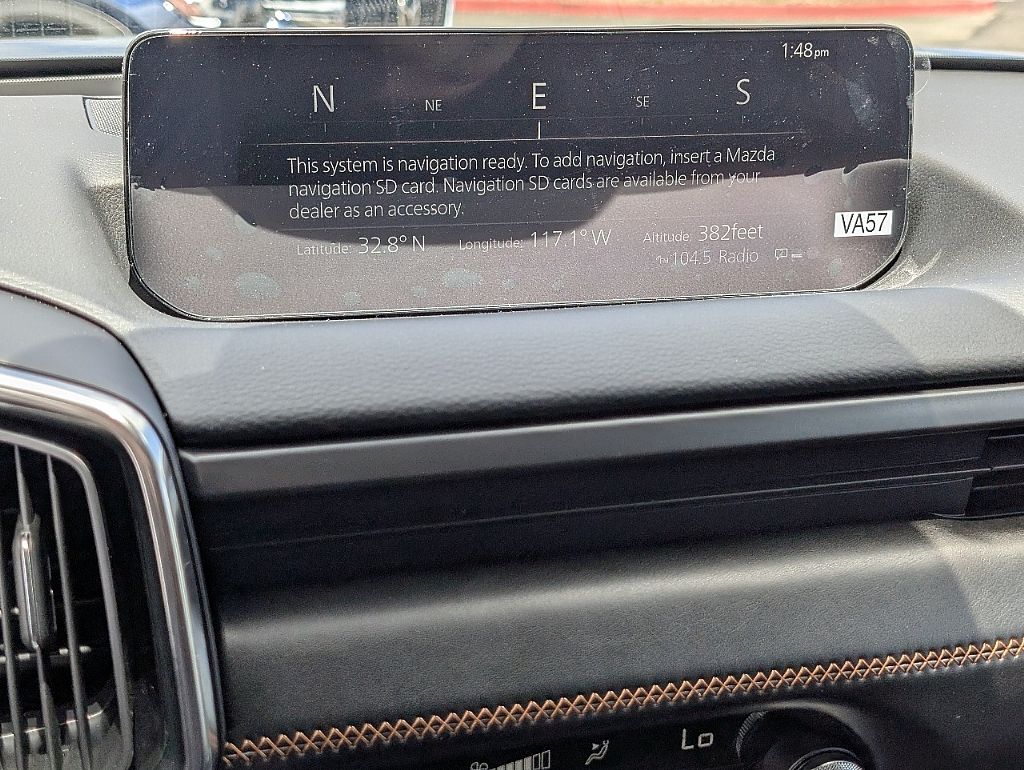 1:48pm
N NE E SE S
This system is navigation ready. To add navigation, insert a Mazda
navigation SD card. Navigation SD cards are available from your
dealer as an accessory.
VA57
Latitude: 32.8° N Longitude: 117.1° W Altitude: 382feet
104.5 Radio
Lo